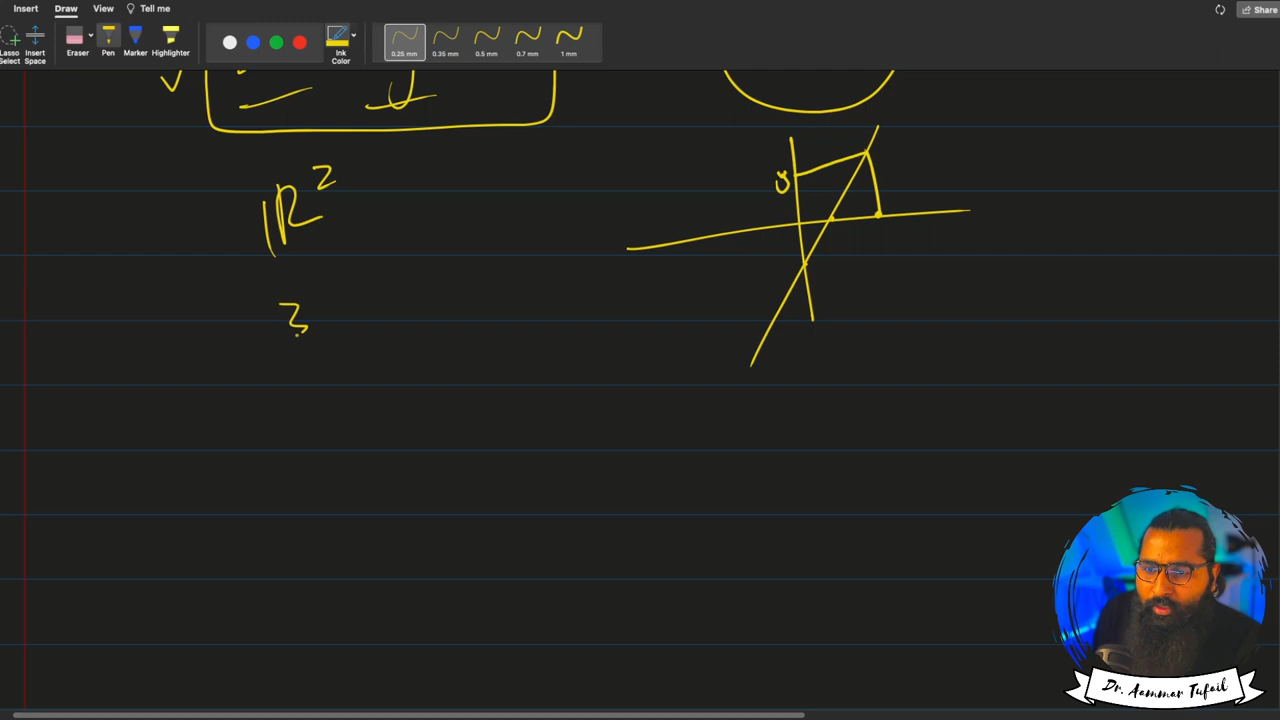 Insert Draw View Tell me
Share
Lasso Select
Insert Space
Eraser
Pen
Marker
Highlighter
Ink Color
0.25 mm
0.35 mm
0.5 mm
0.7 mm
1 mm
ℝ²
y
3
Dr. Aammar Tufail